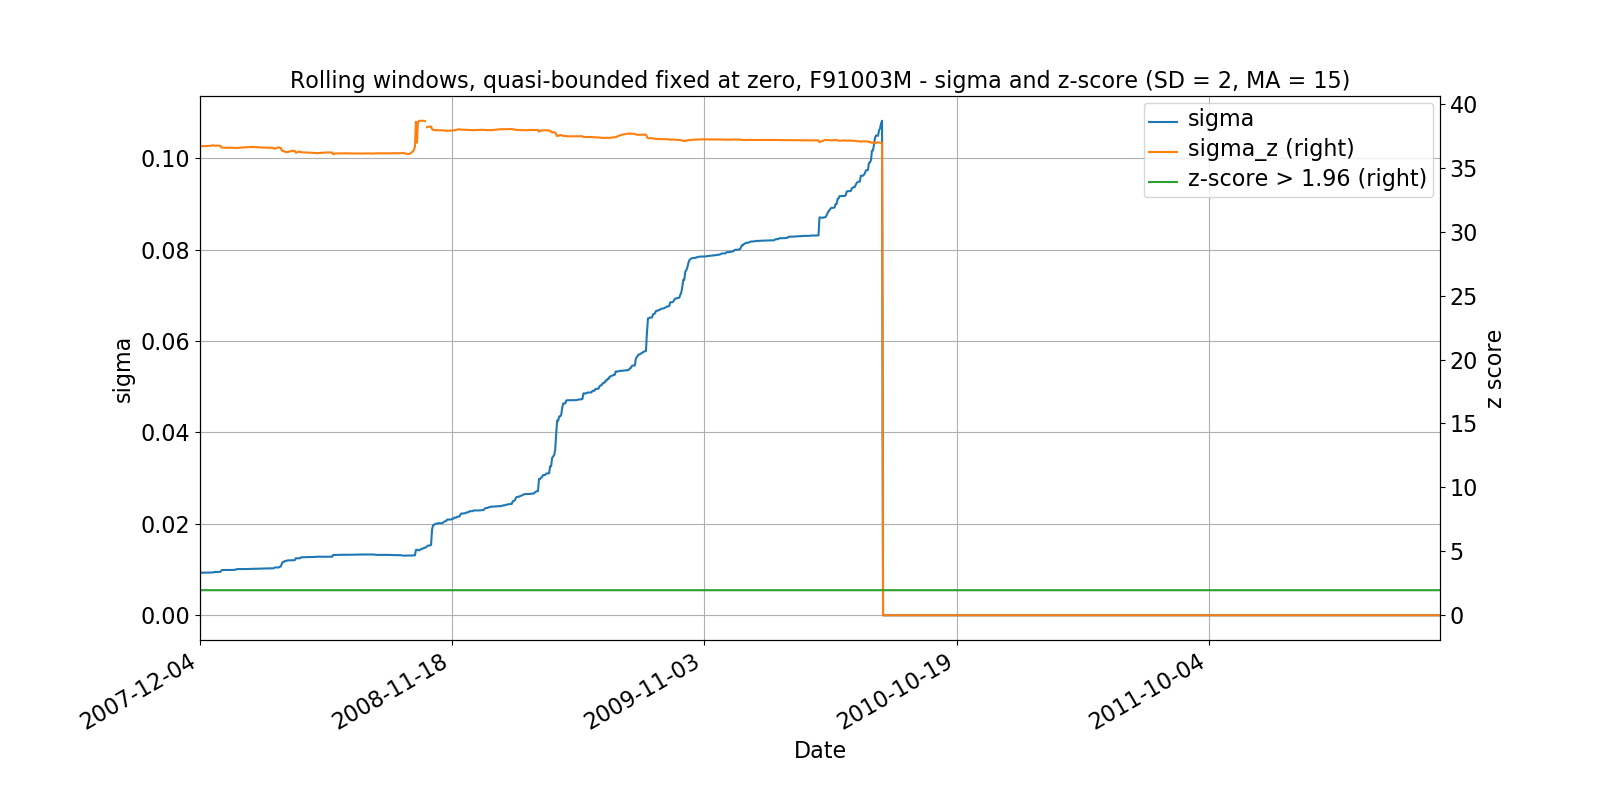 Rolling windows, quasi-bounded fixed at zero, F91003M - sigma and z-score (SD = 2, MA = 15)
sigma
sigma_z (right)
z-score > 1.96 (right)
0.10
0.08
0.06
0.04
0.02
0.00
sigma
40
35
30
25
20
15
10
5
0
z score
2007-12-04
2008-11-18
2009-11-03
2010-10-19
2011-10-04
Date